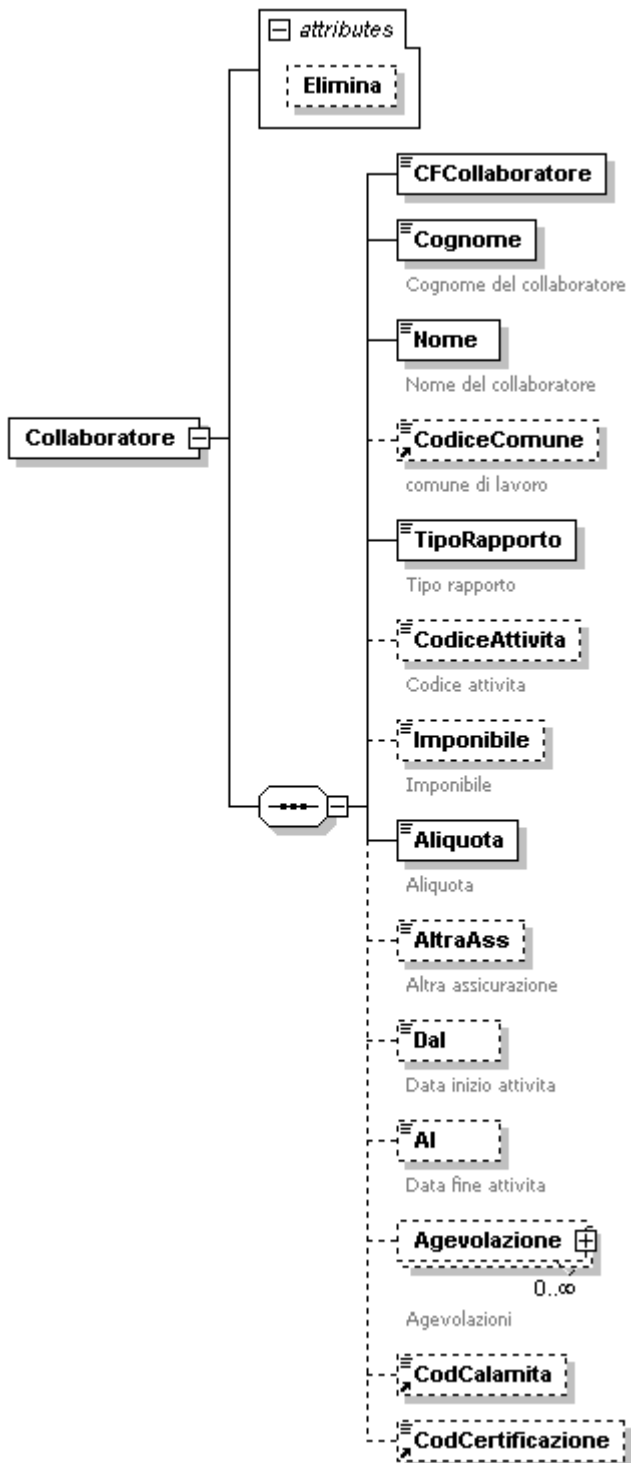 attributes
Elimina
CFCollaboratore
Cognome
Cognome del collaboratore
Nome
Nome del collaboratore
Collaboratore
CodiceComune
comune di lavoro
TipoRapporto
Tipo rapporto
CodiceAttivita
Codice attivita
Imponibile
Imponibile
Aliquota
Aliquota
AltraAss
Altra assicurazione
Dal
Data inizio attivita
Al
Data fine attivita
Agevolazione
0..∞
Agevolazioni
CodCalamita
CodCertificazione